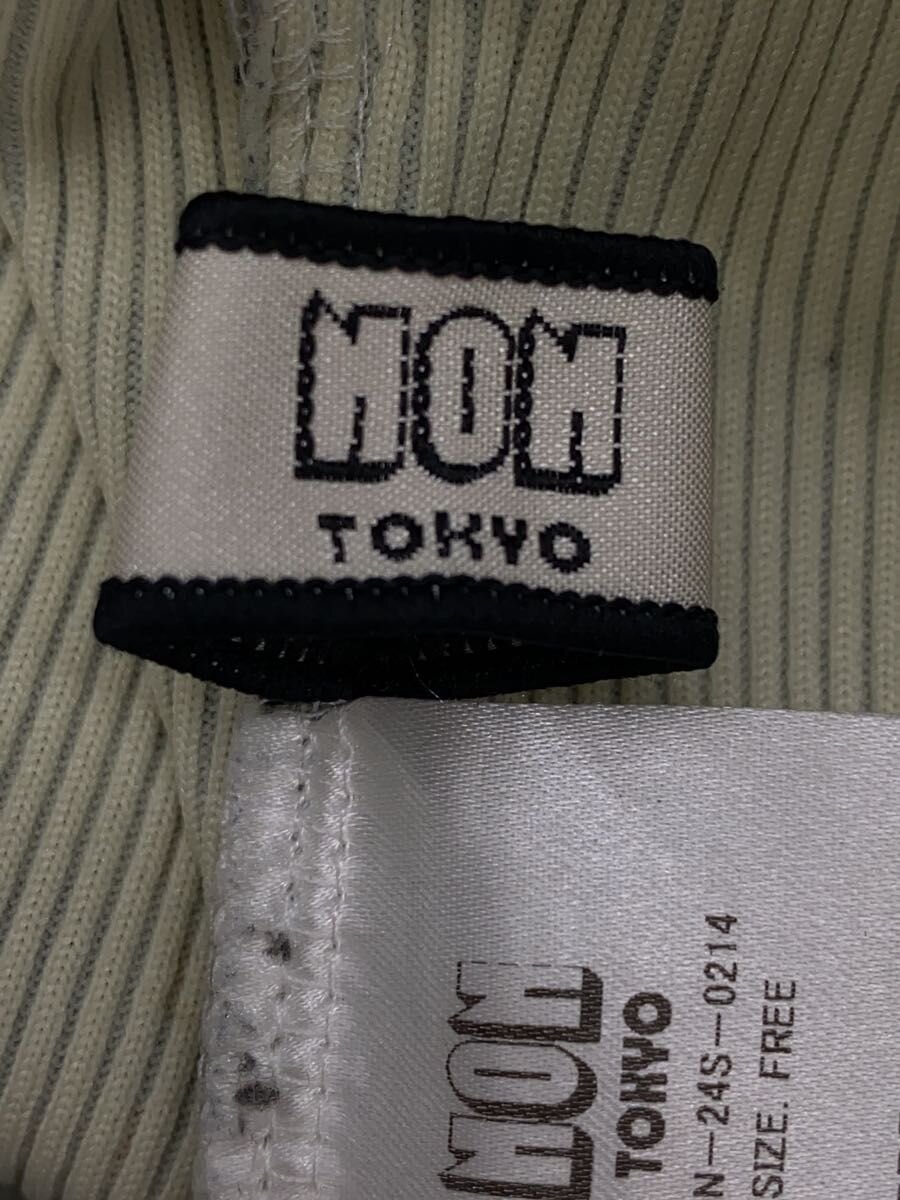 NON
TOKYO
NON
TOKYO
N-24S-0214
SIZE. FREE